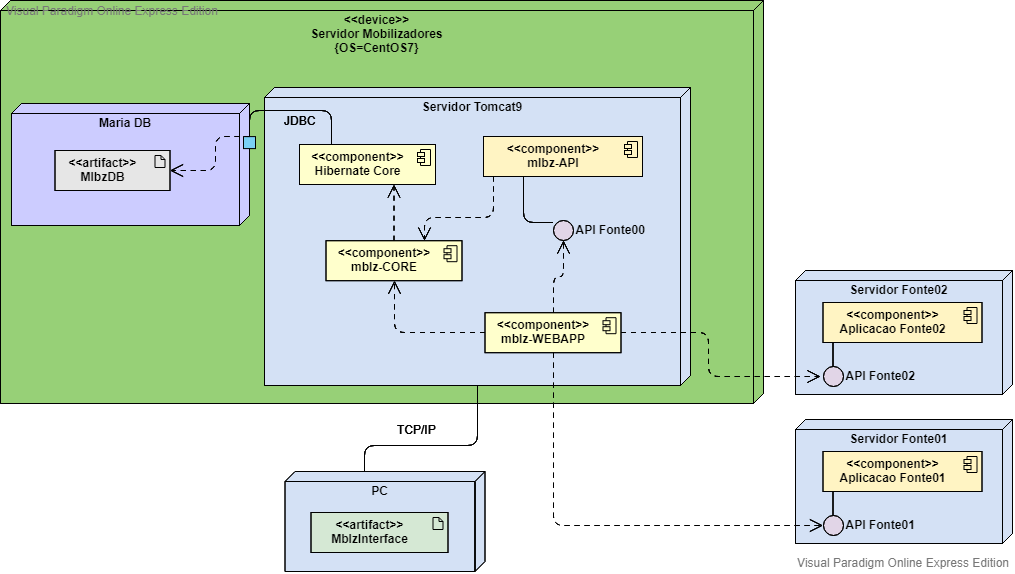 Visual Paradigm Online Express Edition
<<device>>
Servidor Mobilizadores
{OS=CentOS7}
Servidor Tomcat9
Maria DB
JDBC
<<artifact>>
MlbzDB
<<component>>
Hibernate Core
<<component>>
mlbz-API
API Fonte00
<<component>>
mblz-CORE
<<component>>
mblz-WEBAPP
Servidor Fonte02
<<component>>
Aplicacao Fonte02
API Fonte02
TCP/IP
Servidor Fonte01
<<component>>
Aplicacao Fonte01
API Fonte01
PC
<<artifact>>
MblzInterface
Visual Paradigm Online Express Edition